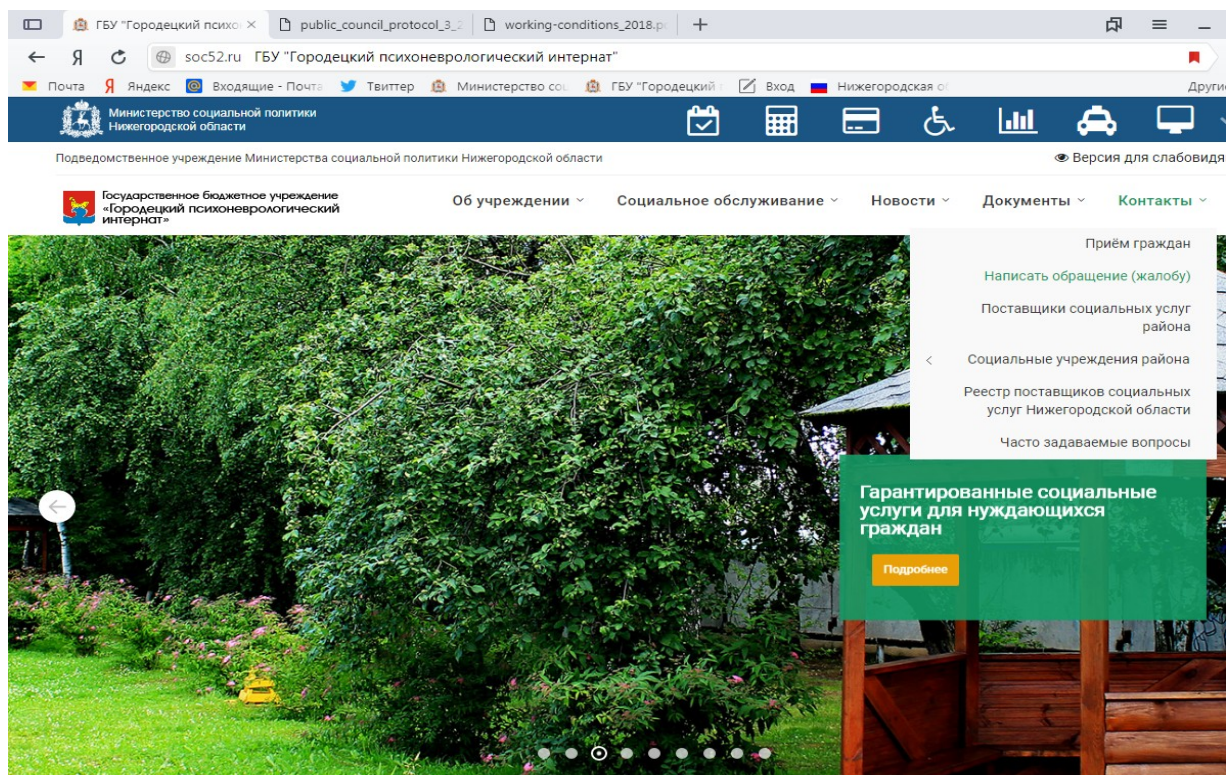 ГБУ "Городецкий психо
public_council_protocol_3_2
working-conditions_2018.pd
Я
soc52.ru ГБУ "Городецкий психоневрологический интернат"
Почта
Я Яндекс
Входящие - Почта
Твиттер
Министерство соц
ГБУ "Городецкий
Вход
Нижегородская о
Други
Министерство социальной политики
Нижегородской области
Подведомственное учреждение Министерства социальной политики Нижегородской области
Версия для слабовидя
Государственное бюджетное учреждение
«Городецкий психоневрологический
интернат»
Об учреждении
Социальное обслуживание
Новости
Документы
Контакты
Приём граждан
Написать обращение (жалобу)
Поставщики социальных услуг
района
Социальные учреждения района
Реестр поставщиков социальных
услуг Нижегородской области
Часто задаваемые вопросы
Гарантированные социальные
услуги для нуждающихся
граждан
Подробнее